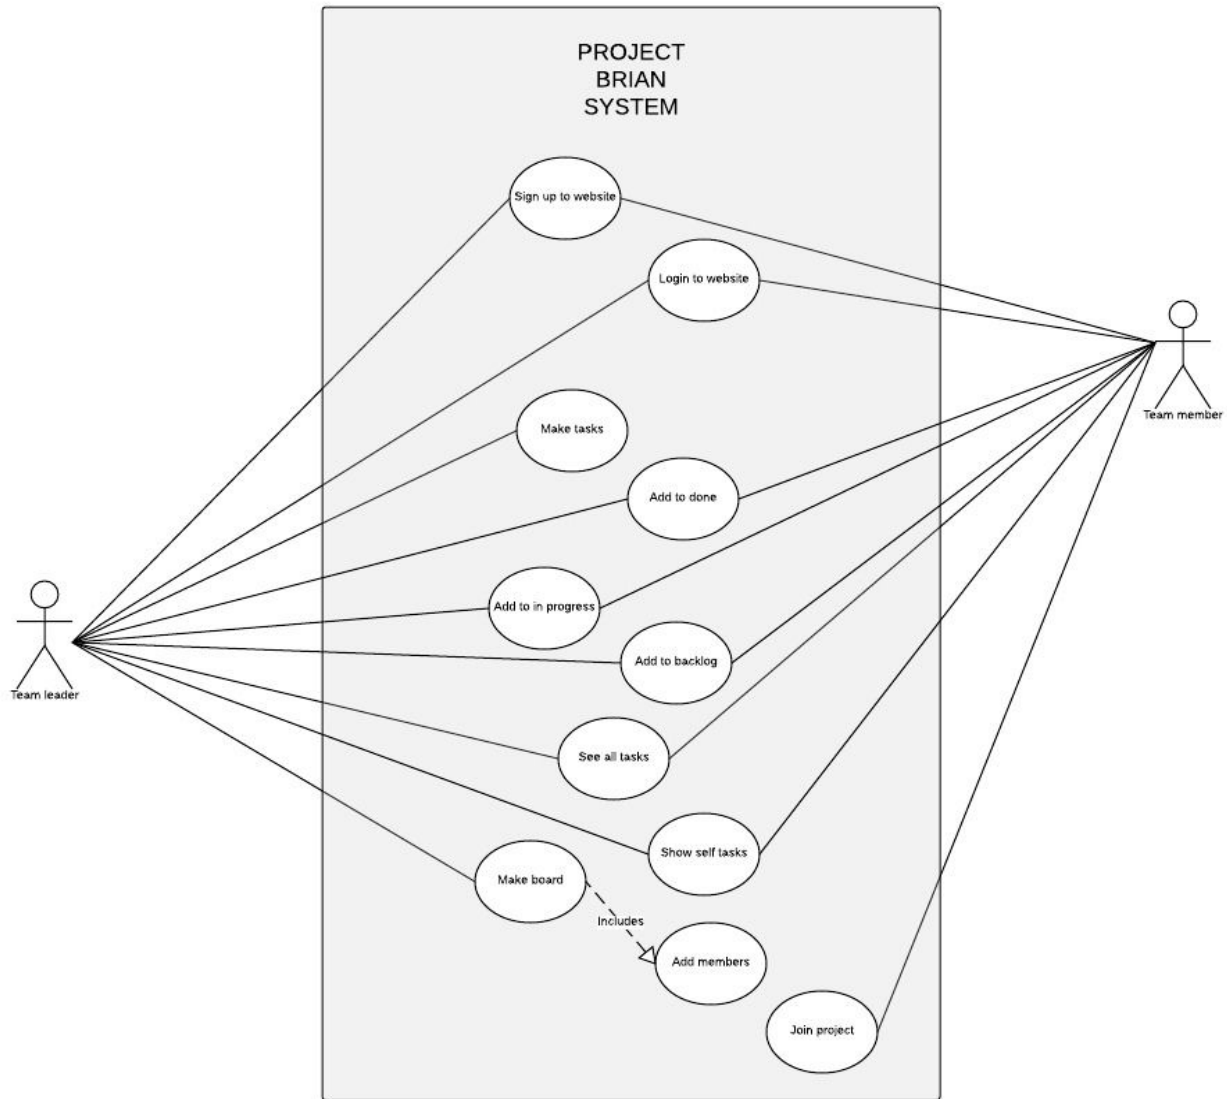 PROJECT
BRIAN
SYSTEM
Sign up to website
Login to website
Team member
Make tasks
Add to done
Add to in progress
Add to backlog
Team leader
See all tasks
Show self tasks
Make board
Includes
Add members
Join project